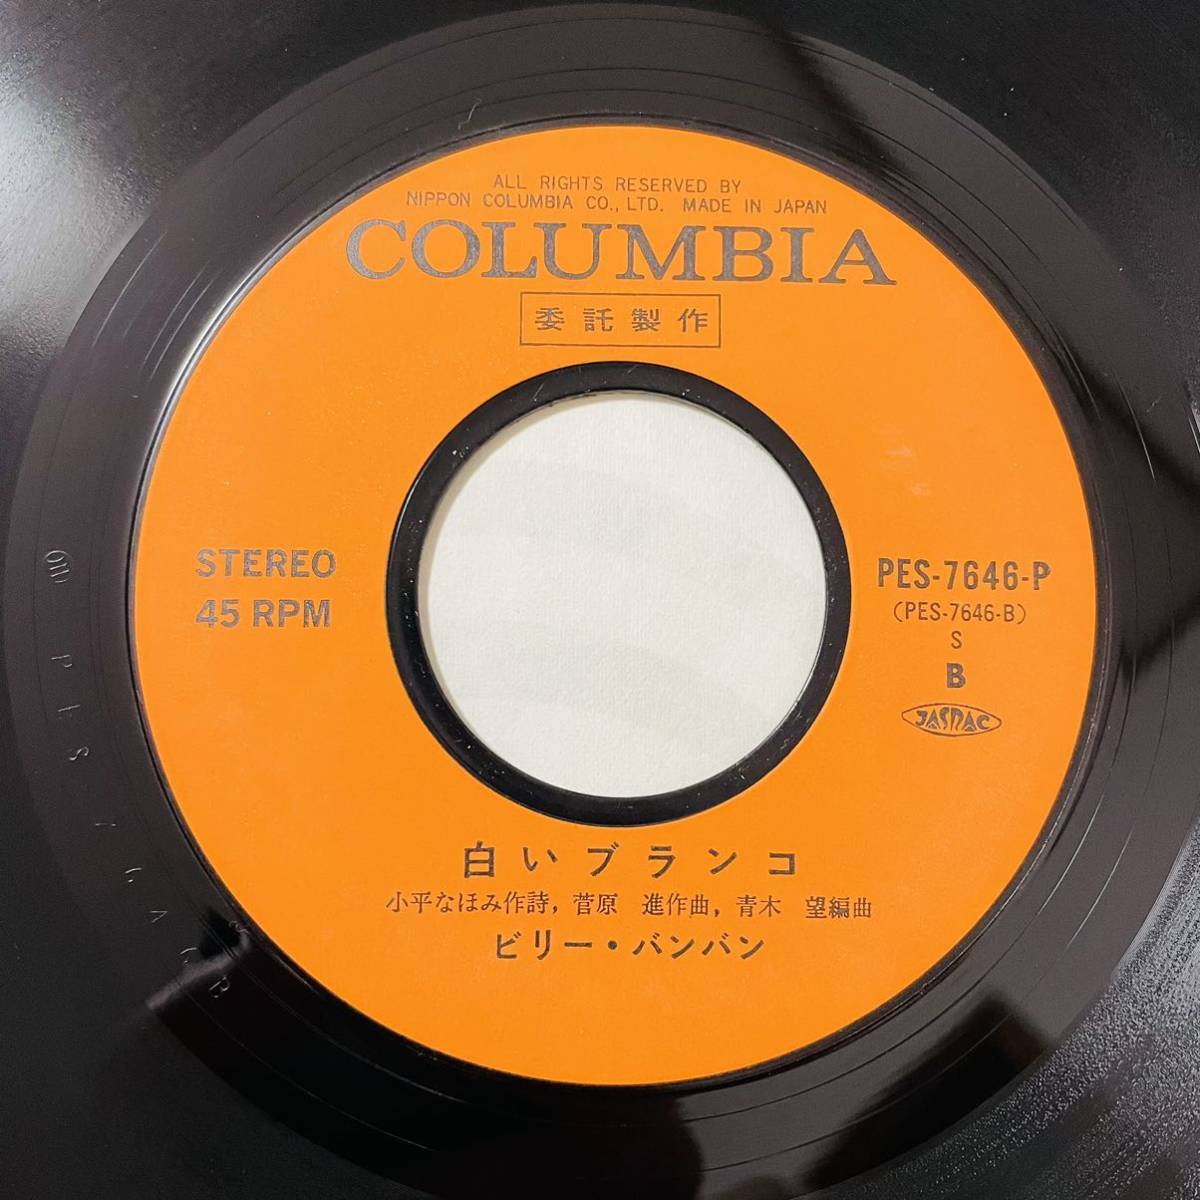 ALL RIGHTS RESERVED BY
NIPPON COLUMBIA CO., LTD. MADE IN JAPAN
COLUMBIA
委託製作
STEREO
45 RPM
PES-7646-P
(PES-7646-B)
S
B
JASRAC
白いブランコ
小平なほみ作詩, 菅原 進作曲, 青木 望編曲
ビリー・バンバン